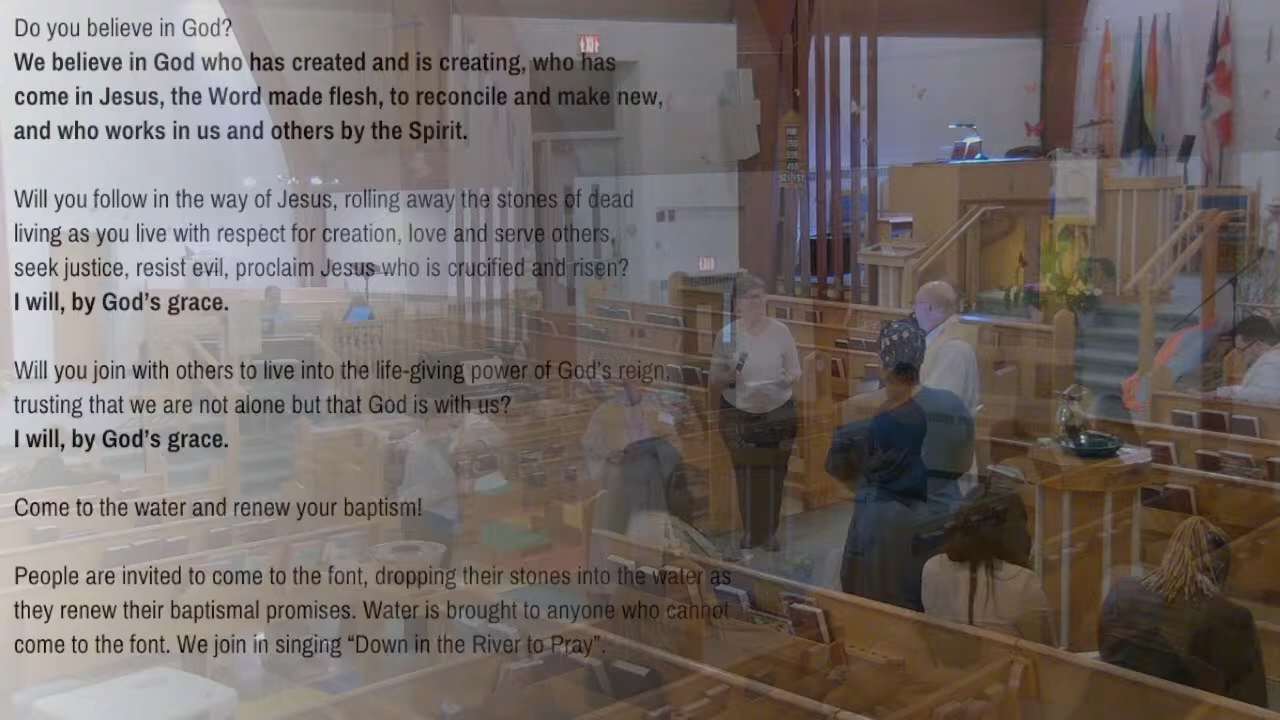 Do you believe in God?
We believe in God who has created and is creating, who has
come in Jesus, the Word made flesh, to reconcile and make new,
and who works in us and others by the Spirit.
Will you follow in the way of Jesus, rolling away the stones of dead
living as you live with respect for creation, love and serve others,
seek justice, resist evil, proclaim Jesus who is crucified and risen?
I will, by God’s grace.
Will you join with others to live into the life-giving power of God’s reign,
trusting that we are not alone but that God is with us?
I will, by God’s grace.
Come to the water and renew your baptism!
People are invited to come to the font, dropping their stones into the water as
they renew their baptismal promises. Water is brought to anyone who cannot
come to the font. We join in singing “Down in the River to Pray”.
EXIT